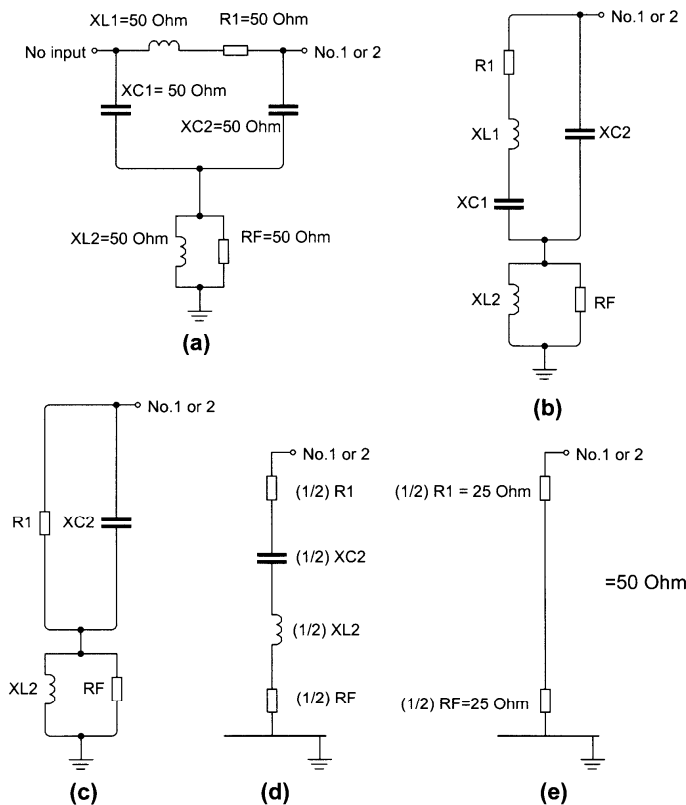 XL1=50 Ohm
R1=50 Ohm
No input
No.1 or 2
XC1= 50 Ohm
XC2=50 Ohm
XL2=50 Ohm
RF=50 Ohm
(a)
No.1 or 2
R1
XL1
XC2
XC1
XL2
RF
(b)
No.1 or 2
R1
XC2
XL2
RF
(c)
No.1 or 2
(1/2) R1
(1/2) XC2
(1/2) XL2
(1/2) RF
(d)
No.1 or 2
(1/2) R1 = 25 Ohm
=50 Ohm
(1/2) RF=25 Ohm
(e)